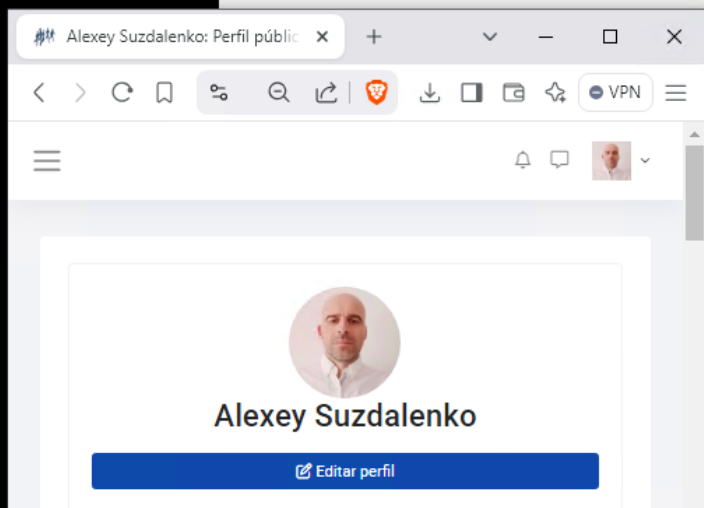 Alexey Suzdalenko: Perfil públic
VPN
Alexey Suzdalenko
Editar perfil